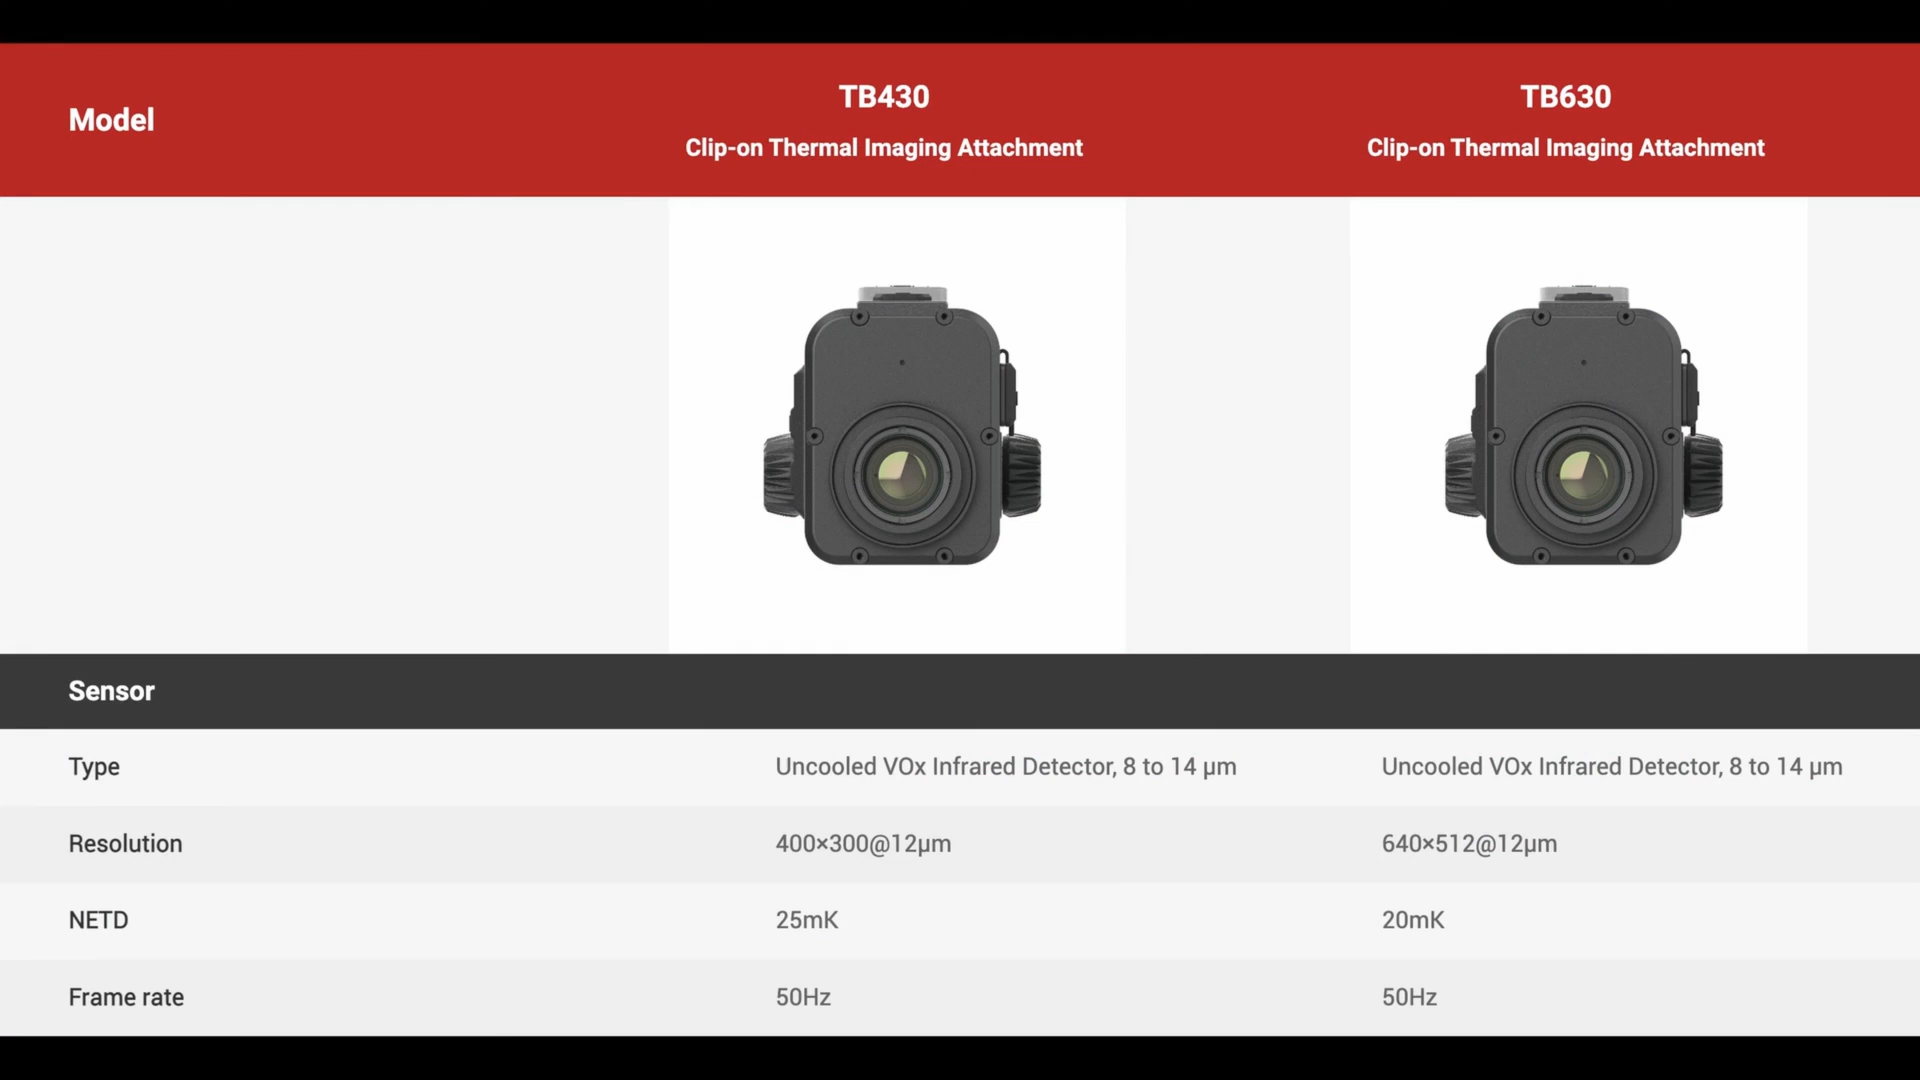 Model
TB430
Clip-on Thermal Imaging Attachment
TB630
Clip-on Thermal Imaging Attachment
Sensor
Type
Uncooled VOx Infrared Detector, 8 to 14 μm
Uncooled VOx Infrared Detector, 8 to 14 μm
Resolution
400×300@12μm
640×512@12μm
NETD
25mK
20mK
Frame rate
50Hz
50Hz